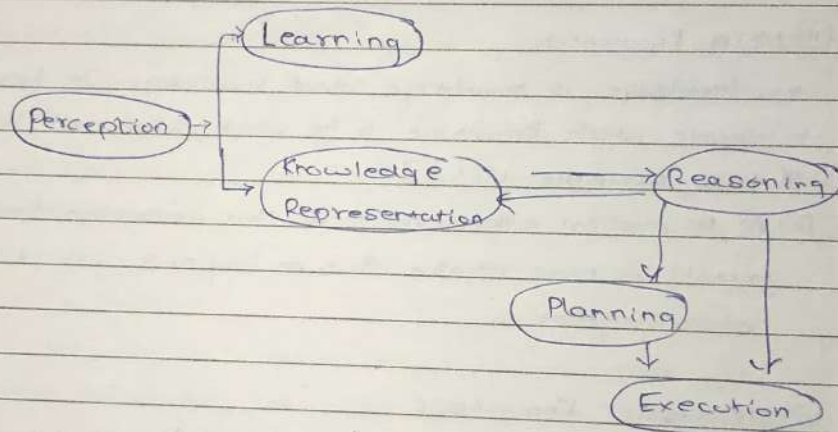 Learning
Perception
Knowledge
Representation
Reasoning
Planning
Execution